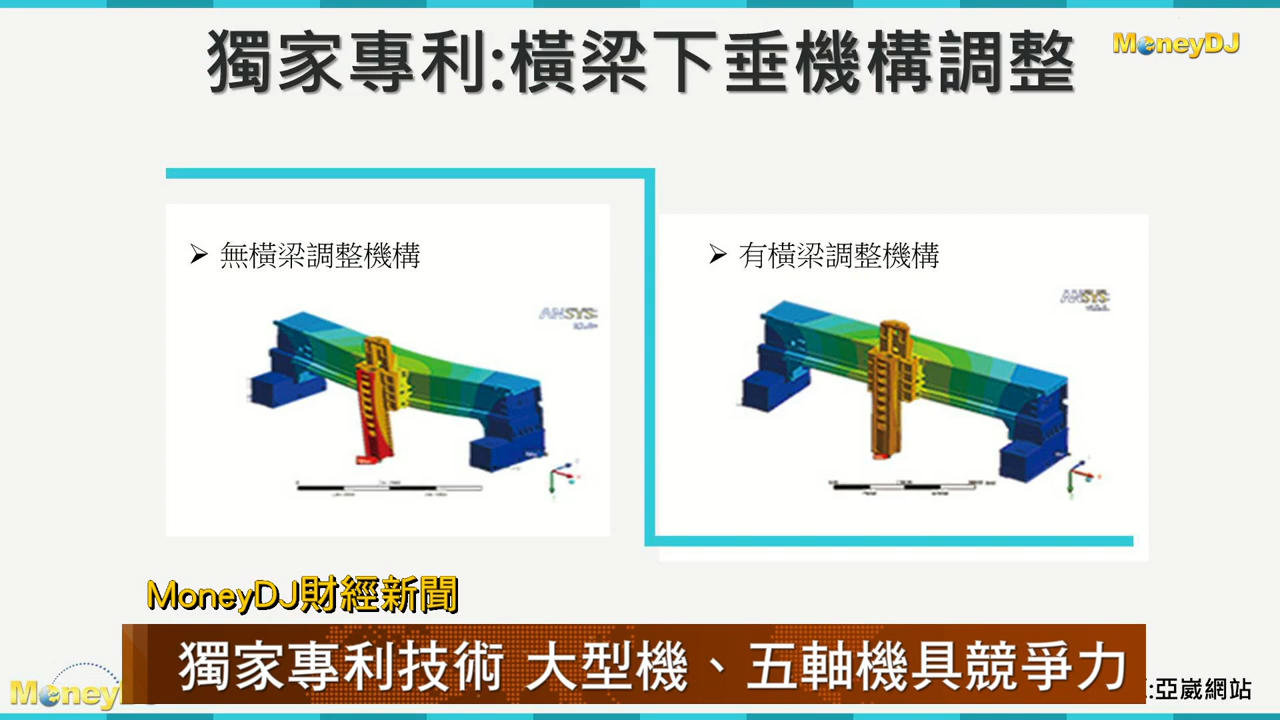 獨家專利:橫梁下垂機構調整
MoneyDJ
無橫梁調整機構
有橫梁調整機構
ANSYS
ANSYS
MoneyDJ財經新聞
獨家專利技術 大型機、五軸機具競爭力
Money
:亞崴網站